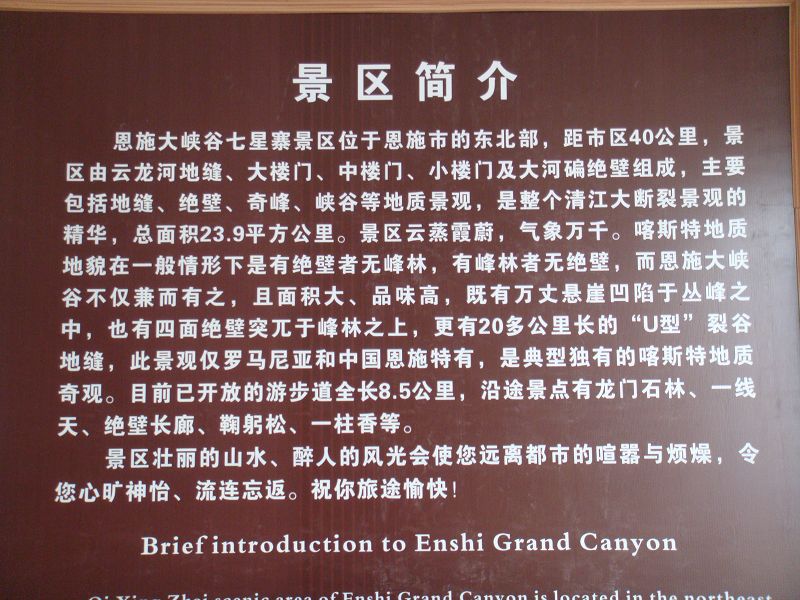 景区简介
恩施大峡谷七星寨景区位于恩施市的东北部，距市区40公里，景
区由云龙河地缝、大楼门、中楼门、小楼门及大河碥绝壁组成，主要
包括地缝、绝壁、奇峰、峡谷等地质景观，是整个清江大断裂景观的
精华，总面积23.9平方公里。景区云蒸霞蔚，气象万千。喀斯特地质
地貌在一般情形下是有绝壁者无峰林，有峰林者无绝壁，而恩施大峡
谷不仅兼而有之，且面积大、品味高，既有万丈悬崖凹陷于丛峰之
中，也有四面绝壁突兀于峰林之上，更有20多公里长的“U型”裂谷
地缝，此景观仅罗马尼亚和中国恩施特有，是典型独有的喀斯特地质
奇观。目前已开放的游步道全长8.5公里，沿途景点有龙门石林、一线
天、绝壁长廊、鞠躬松、一柱香等。
景区壮丽的山水、醉人的风光会使您远离都市的喧嚣与烦燥，令
您心旷神怡、流连忘返。祝你旅途愉快！
Brief introduction to Enshi Grand Canyon
Qi Xing Zhai scenic area of Enshi Grand Canyon is located in the northeast